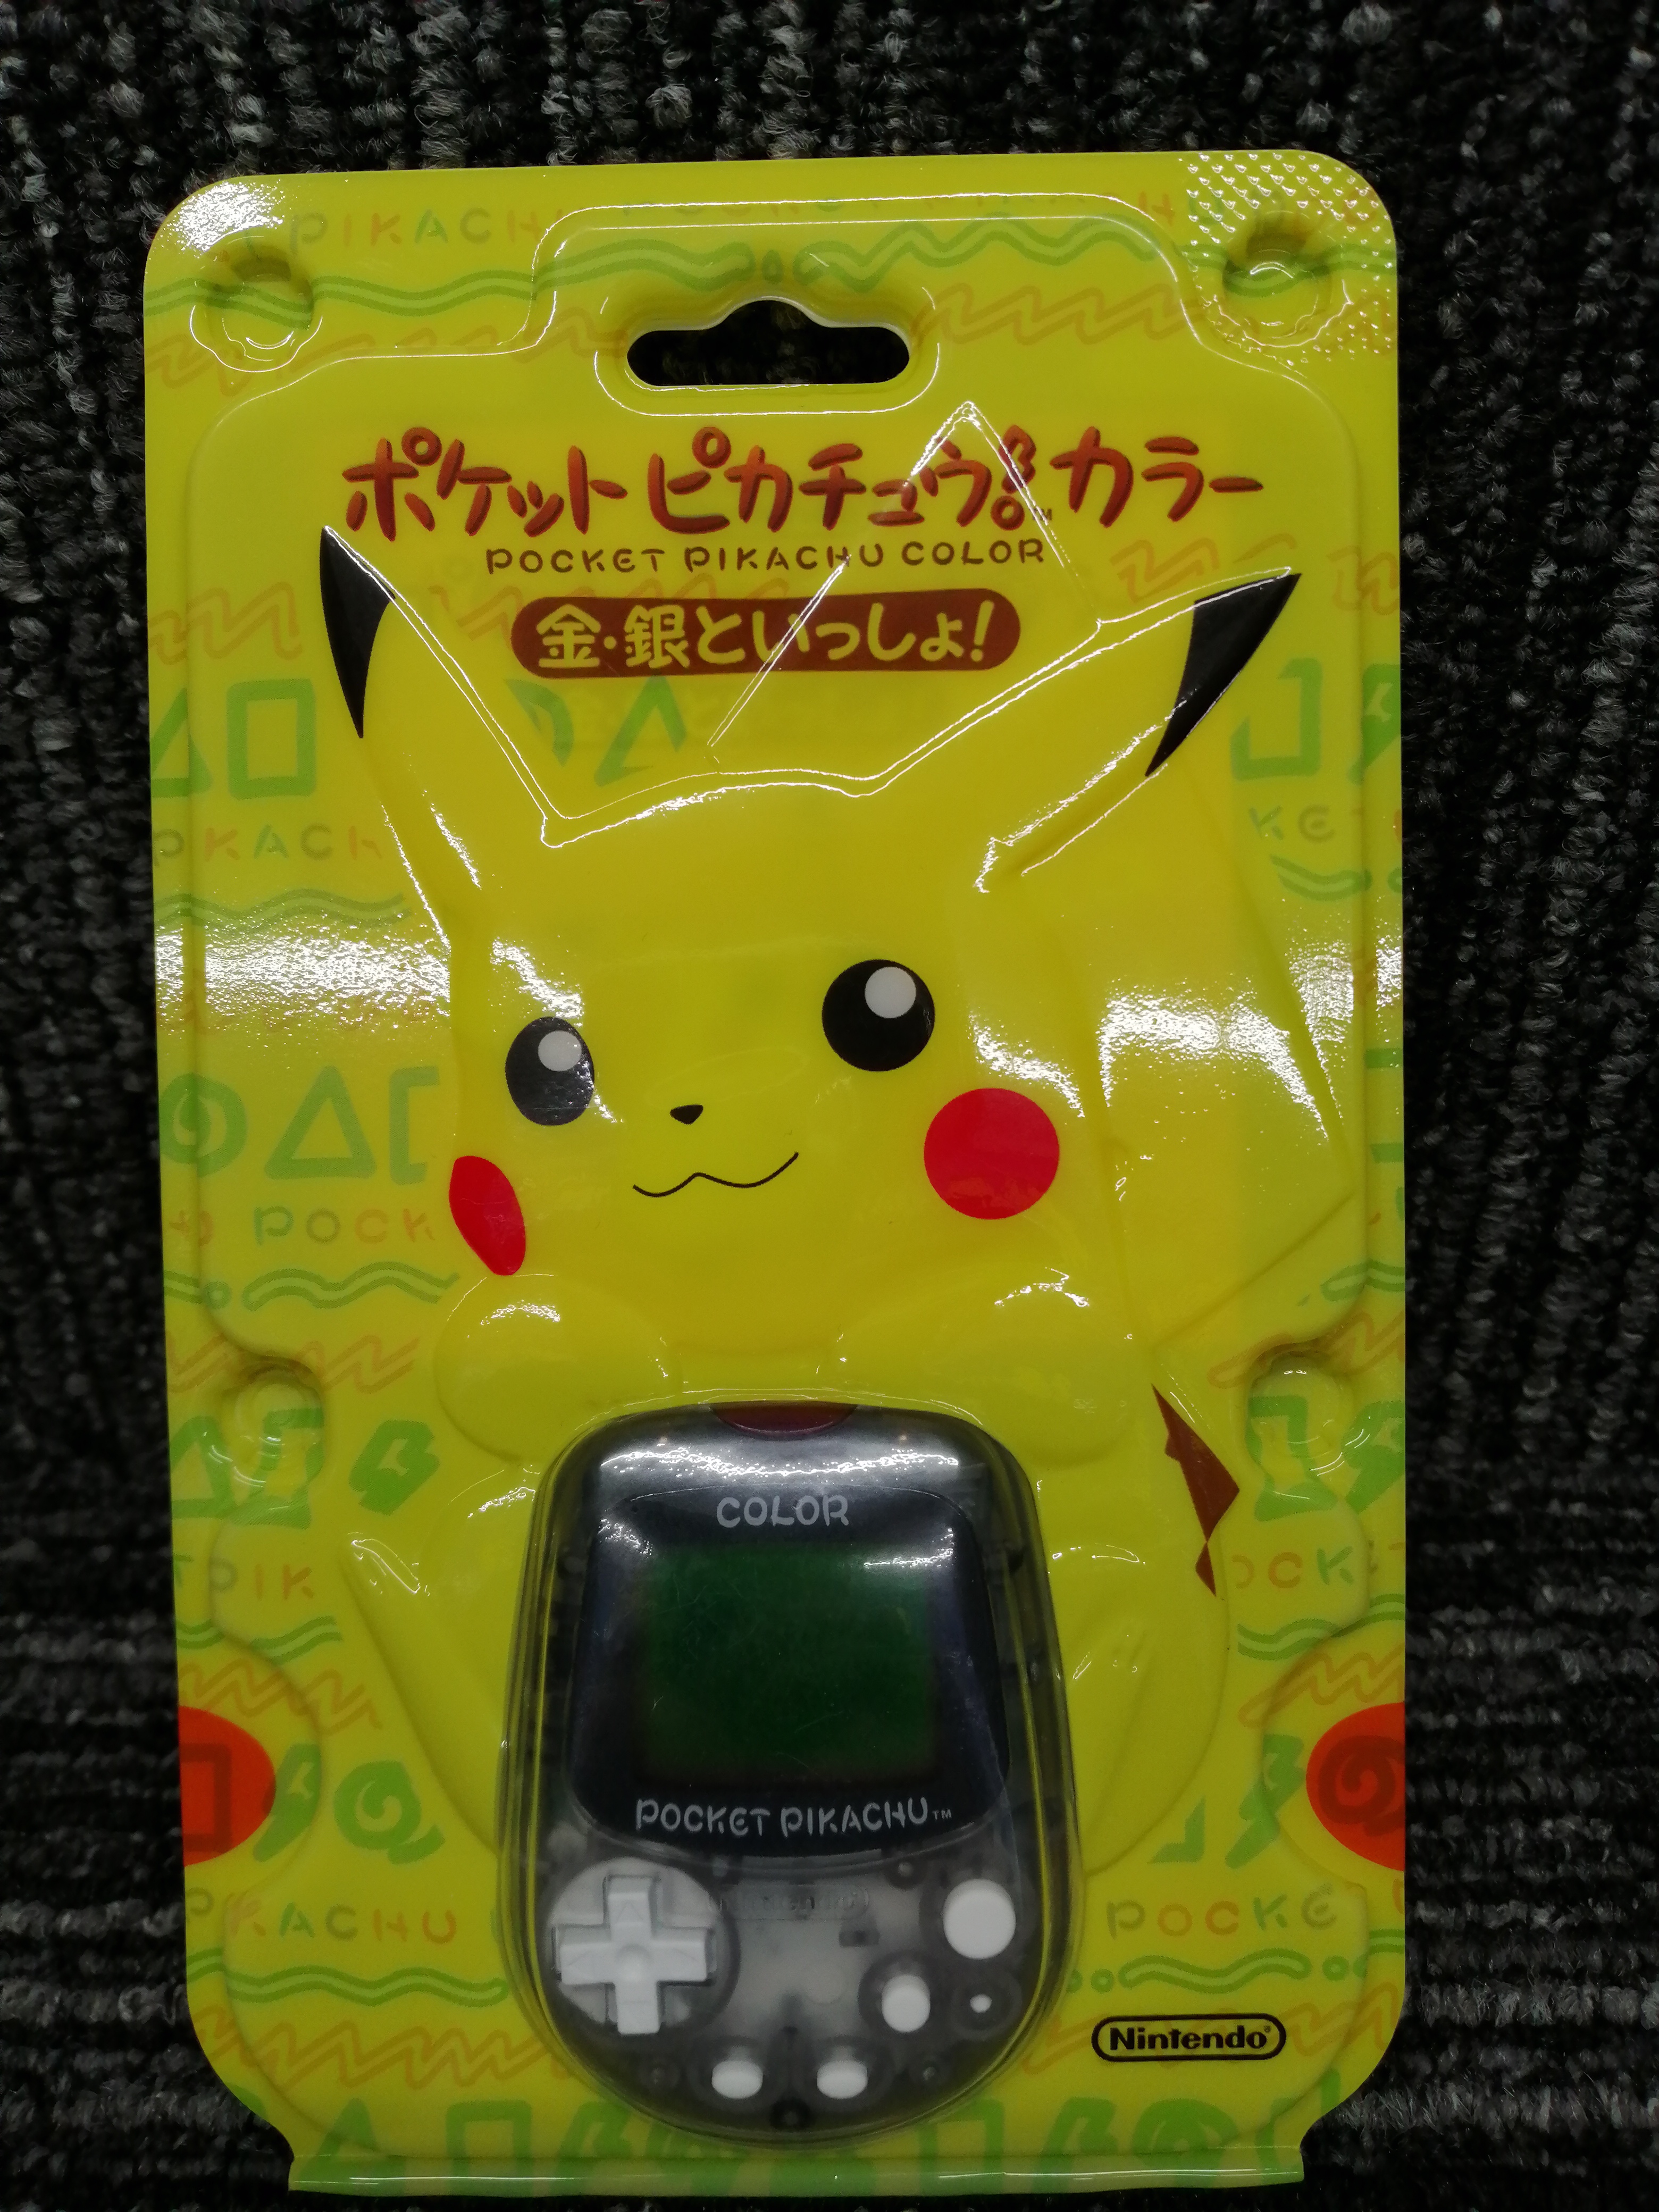 ポケットピカチュウ!カラー
POCKET PIKACHU COLOR
金・銀といっしょ!
COLOR
POCKET PIKACHU™
Nintendo®